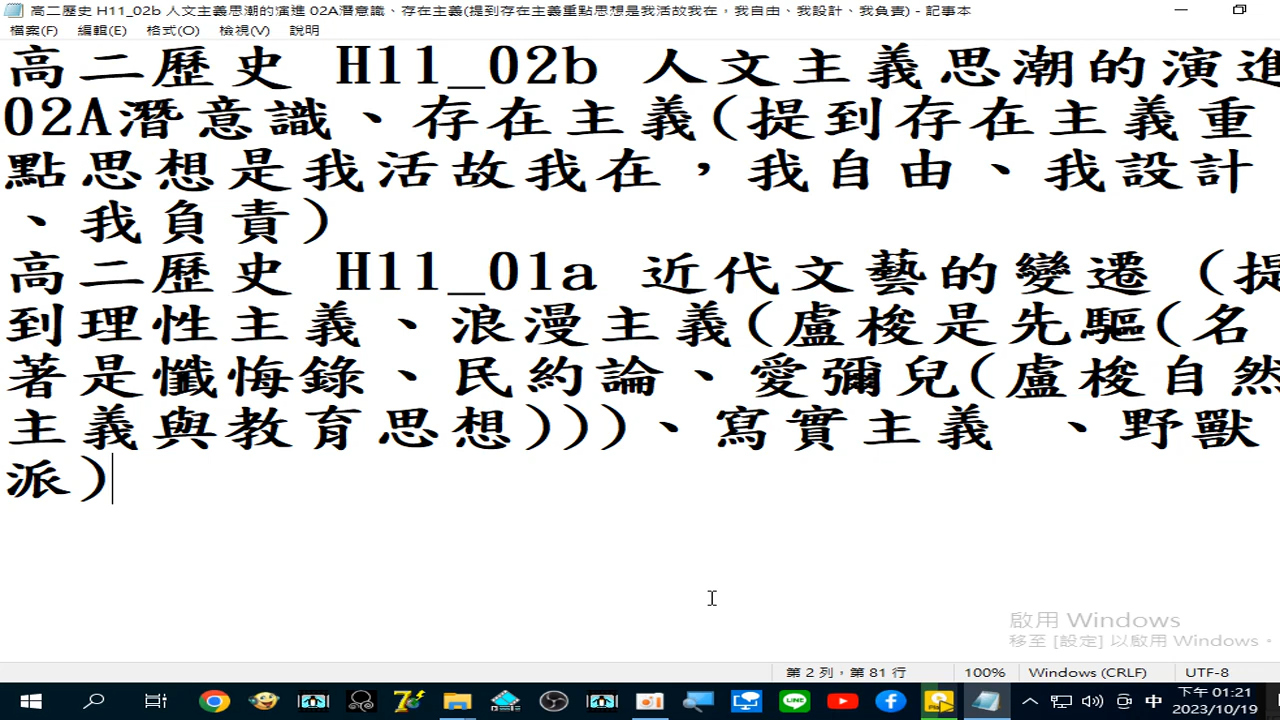 高二歷史 H11_02b 人文主義思潮的演進 02A潛意識、存在主義(提到存在主義重點思想是我活故我在，我自由、我設計、我負責) - 記事本
檔案(F) 編輯(E) 格式(O) 檢視(V) 說明
高二歷史 H11_02b 人文主義思潮的演進
02A潛意識、存在主義(提到存在主義重
點思想是我活故我在，我自由、我設計
、我負責)
高二歷史 H11_01a 近代文藝的變遷 (提
到理性主義、浪漫主義(盧梭是先驅(名
著是懺悔錄、民約論、愛彌兒(盧梭自然
主義與教育思想)))、寫實主義 、野獸
派)
啟用 Windows
移至 [設定] 以啟用 Windows。
第 2 列，第 81 行 100% Windows (CRLF) UTF-8
中 下午 01:21
2023/10/19